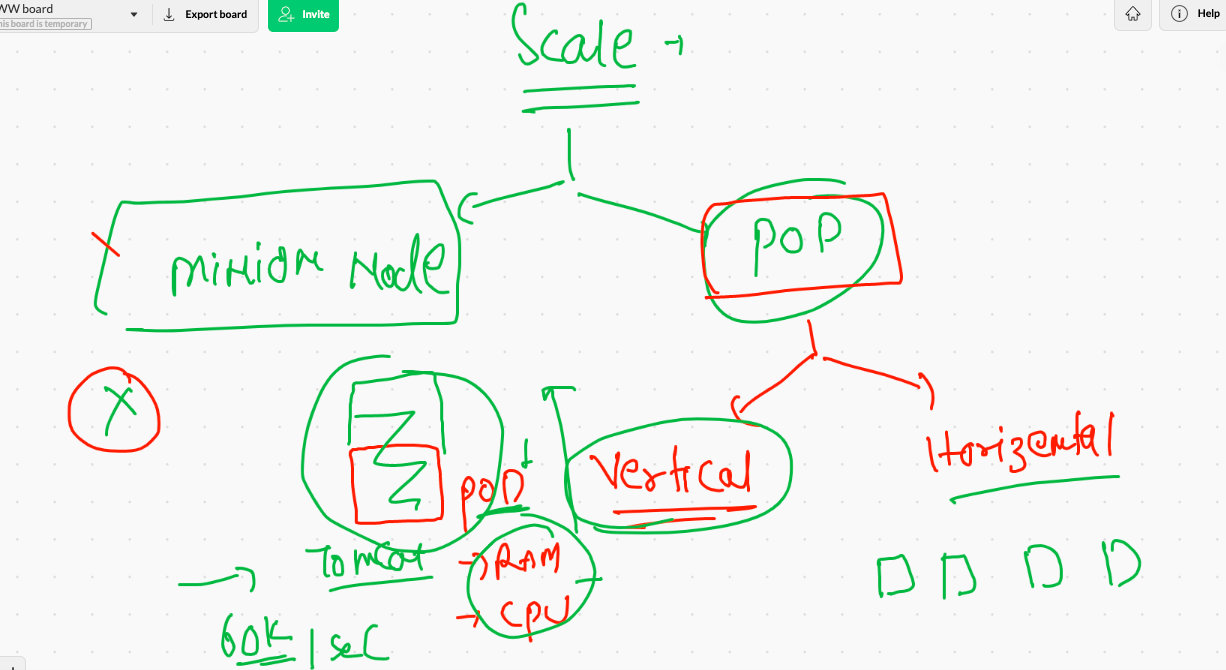 WW board
his board is temporary
Export board
Invite
Help
Scale →
Minion Node
POD
X
Vertical
Horizental
POD
Tomcat
→ RAM
→ CPU
60K / sec